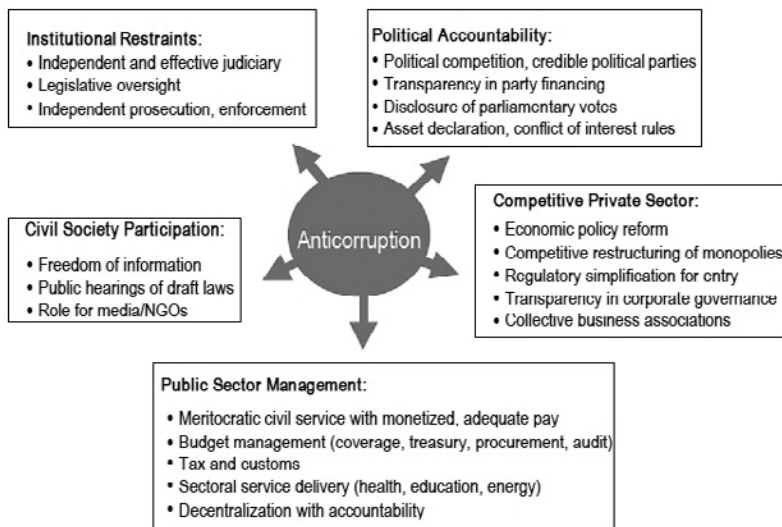 Institutional Restraints:
• Independent and effective judiciary
• Legislative oversight
• Independent prosecution, enforcement
Political Accountability:
• Political competition, credible political parties
• Transparency in party financing
• Disclosure of parliamentary votes
• Asset declaration, conflict of interest rules
Civil Society Participation:
• Freedom of information
• Public hearings of draft laws
• Role for media/NGOs
Anticorruption
Competitive Private Sector:
• Economic policy reform
• Competitive restructuring of monopolies
• Regulatory simplification for entry
• Transparency in corporate governance
• Collective business associations
Public Sector Management:
• Meritocratic civil service with monetized, adequate pay
• Budget management (coverage, treasury, procurement, audit)
• Tax and customs
• Sectoral service delivery (health, education, energy)
• Decentralization with accountability